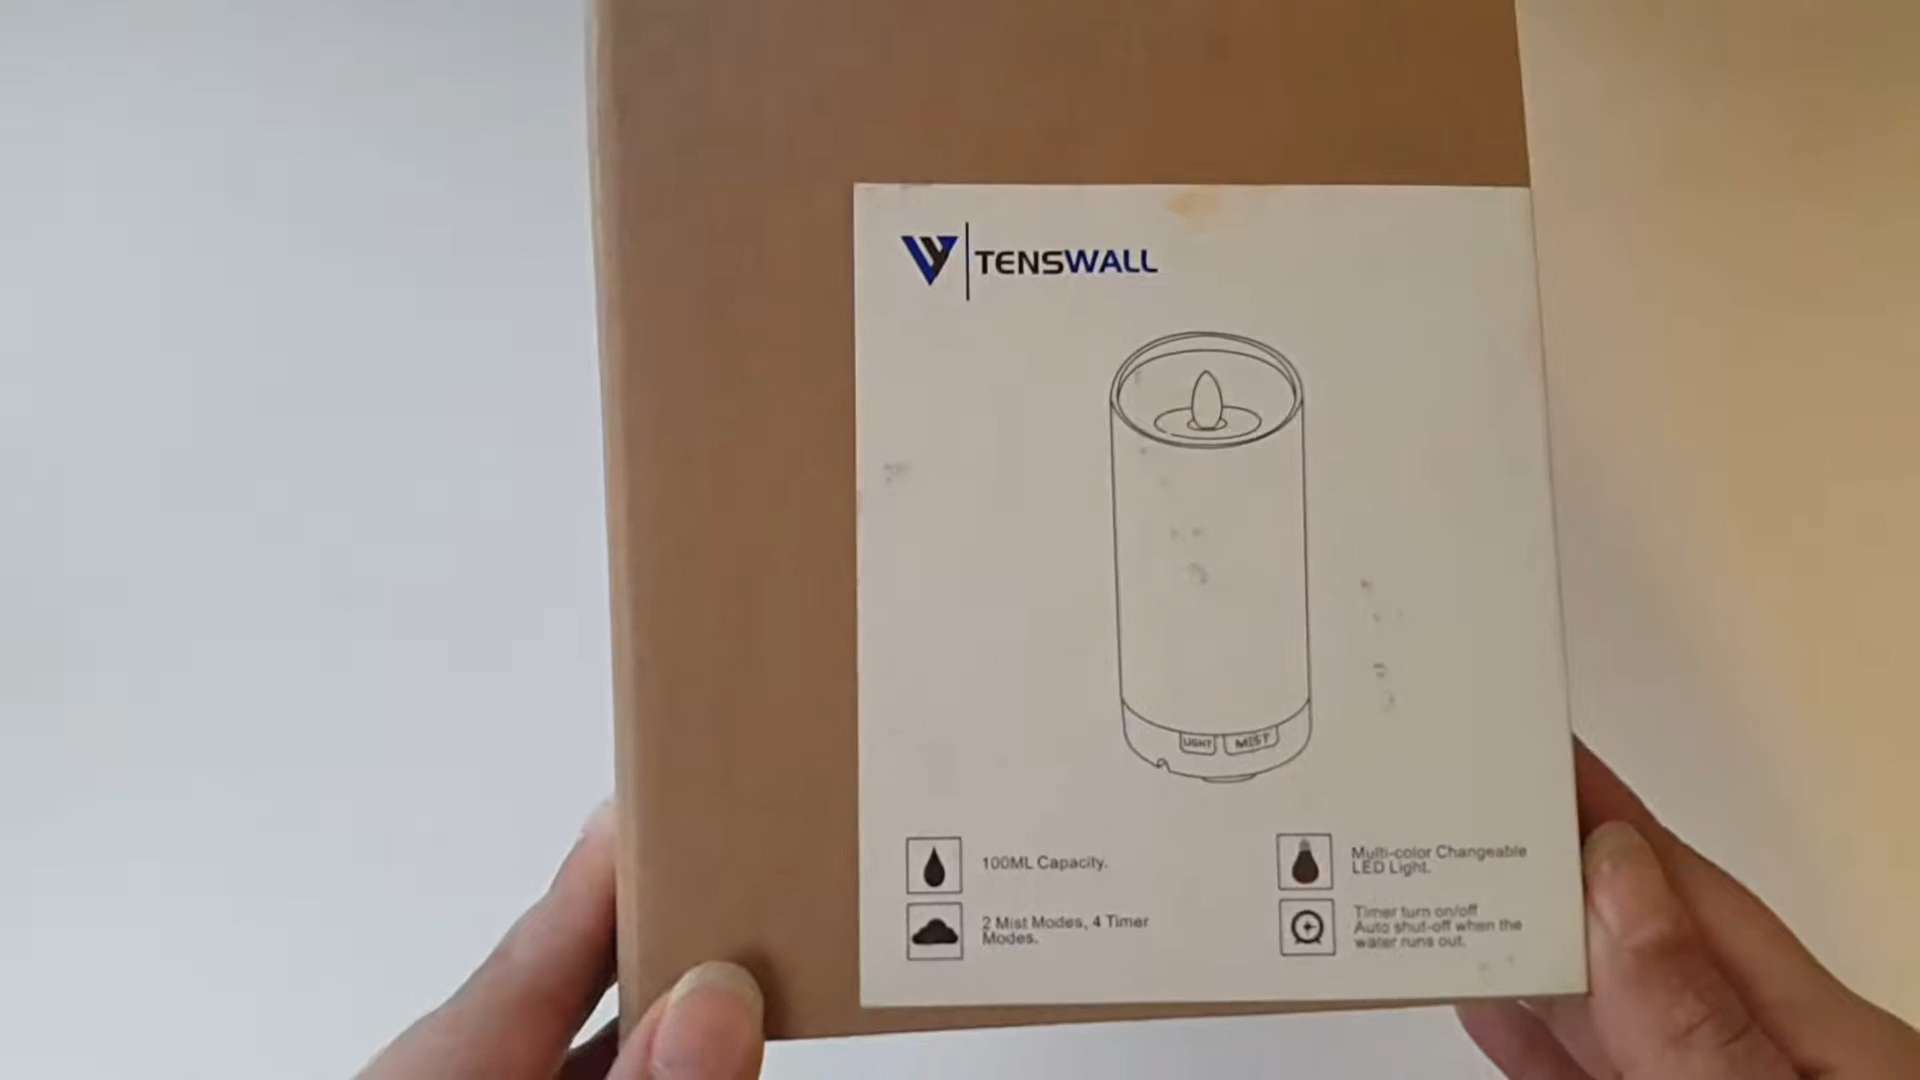 TENSWALL
LIGHT MIST
100ML Capacity.
2 Mist Modes, 4 Timer
Modes.
Multi-color Changeable
LED Light.
Timer turn on/off
Auto shut-off when the
water runs out.